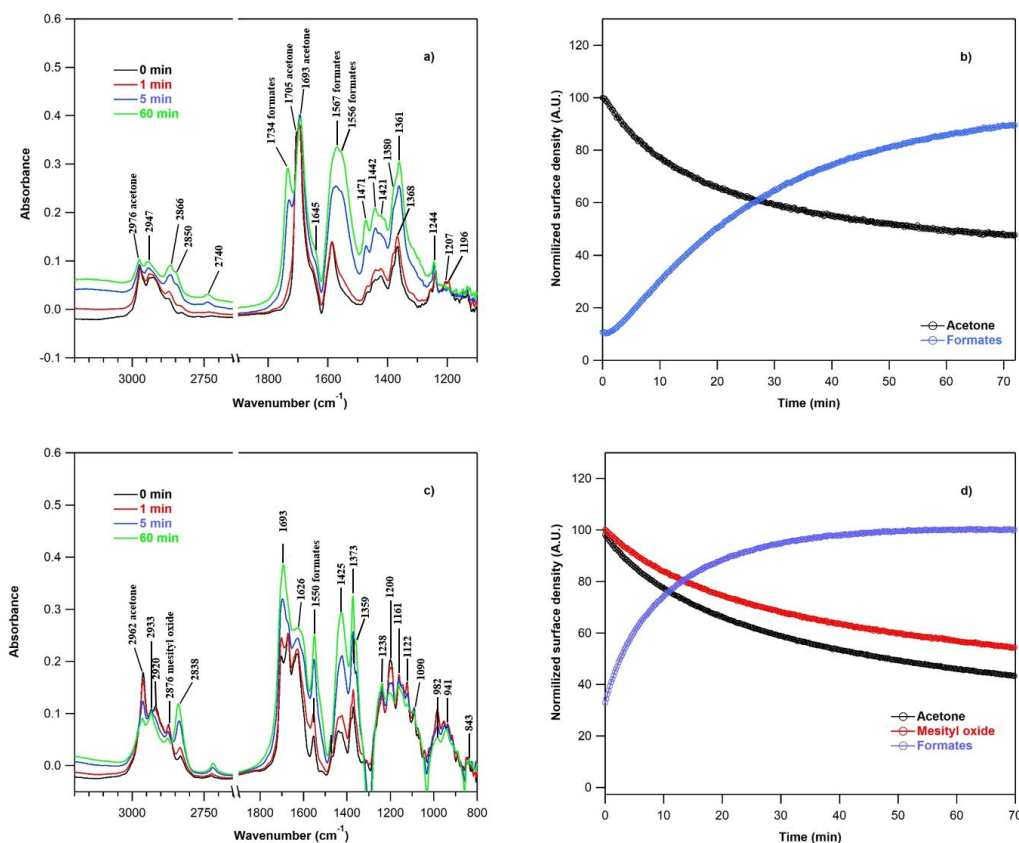 0.6
0.5
0.4
0.3
0.2
0.1
0.0
-0.1
Absorbance
a)
0 min
1 min
5 min
60 min
2976 acetone
2947
2866
2850
2740
1734 formates
1705 acetone
1693 acetone
1645
1567 formates
1556 formates
1471
1442
1421
1380
1361
1368
1244
1207
1196
3000 2750 1800 1600 1400 1200
Wavenumber (cm-1)
120
100
80
60
40
20
0
Normilized surface density (A.U.)
b)
Acetone
Formates
0 10 20 30 40 50 60 70
Time (min)
0.6
0.5
0.4
0.3
0.2
0.1
0.0
Absorbance
c)
0 min
1 min
5 min
60 min
2962 acetone
2933
2920
2876 mesityl oxide
2838
1693
1626
1550 formates
1425
1373
1359
1238
1200
1161
1122
1090
982
941
843
3000 2750 1800 1600 1400 1200 1000 800
Wavenumber (cm-1)
120
100
80
60
40
20
0
Normilized surface density (A.U.)
d)
Acetone
Mesityl oxide
Formates
0 10 20 30 40 50 60 70
Time (min)